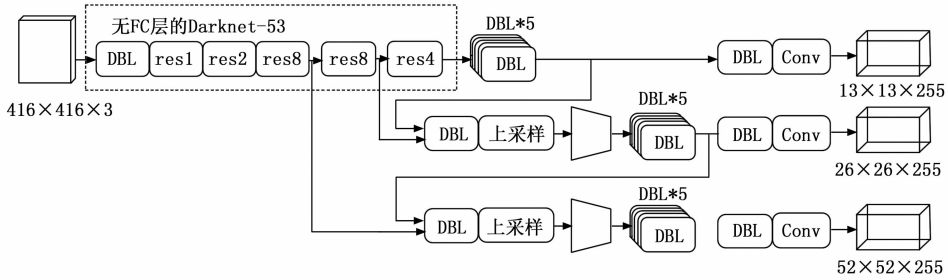 无FC层的Darknet-53
DBL res1 res2 res8 res8 res4
416×416×3
DBL*5
DBL
DBL Conv
13×13×255
DBL 上采样
DBL*5
DBL
DBL Conv
26×26×255
DBL 上采样
DBL*5
DBL
DBL Conv
52×52×255